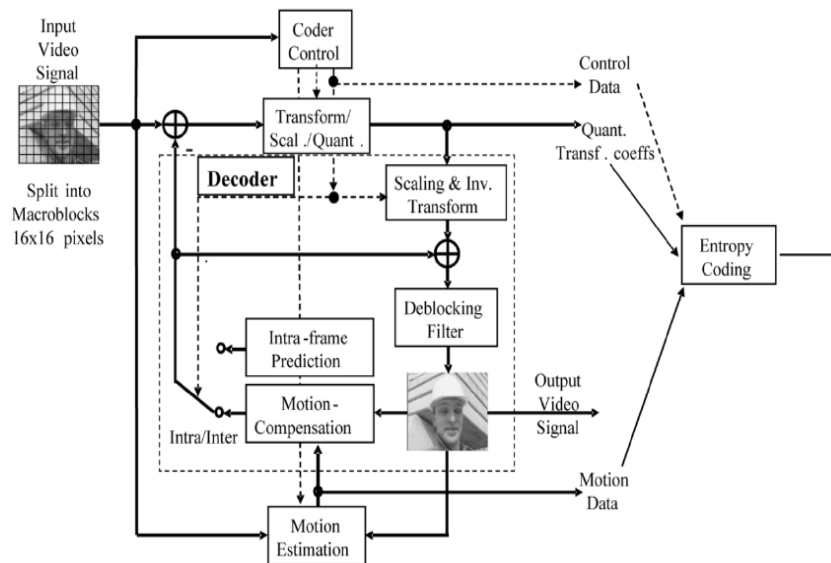 Input
Video
Signal
Coder
Control
Control
Data
Transform/
Scal./Quant.
Quant.
Transf. coeffs
-
Decoder
Split into
Macroblocks
16x16 pixels
Scaling & Inv.
Transform
Entropy
Coding
Deblocking
Filter
Intra-frame
Prediction
Output
Video
Signal
Motion-
Compensation
Intra/Inter
Motion
Data
Motion
Estimation